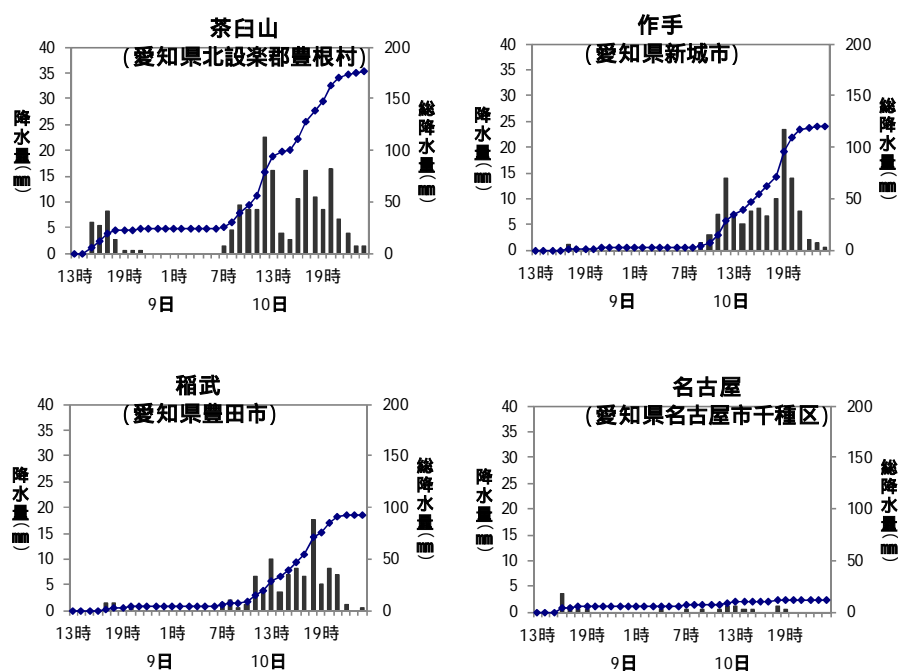 茶臼山
(愛知県北設楽郡豊根村)
降水量(㎜)
40
35
30
25
20
15
10
5
0
総降水量(㎜)
200
150
100
50
0
13時 19時 1時 7時 13時 19時
9日 10日
作手
(愛知県新城市)
降水量(㎜)
40
35
30
25
20
15
10
5
0
総降水量(㎜)
200
150
100
50
0
13時 19時 1時 7時 13時 19時
9日 10日
稲武
(愛知県豊田市)
降水量(㎜)
40
35
30
25
20
15
10
5
0
総降水量(㎜)
200
150
100
50
0
13時 19時 1時 7時 13時 19時
9日 10日
名古屋
(愛知県名古屋市千種区)
降水量(㎜)
40
35
30
25
20
15
10
5
0
総降水量(㎜)
200
150
100
50
0
13時 19時 1時 7時 13時 19時
9日 10日